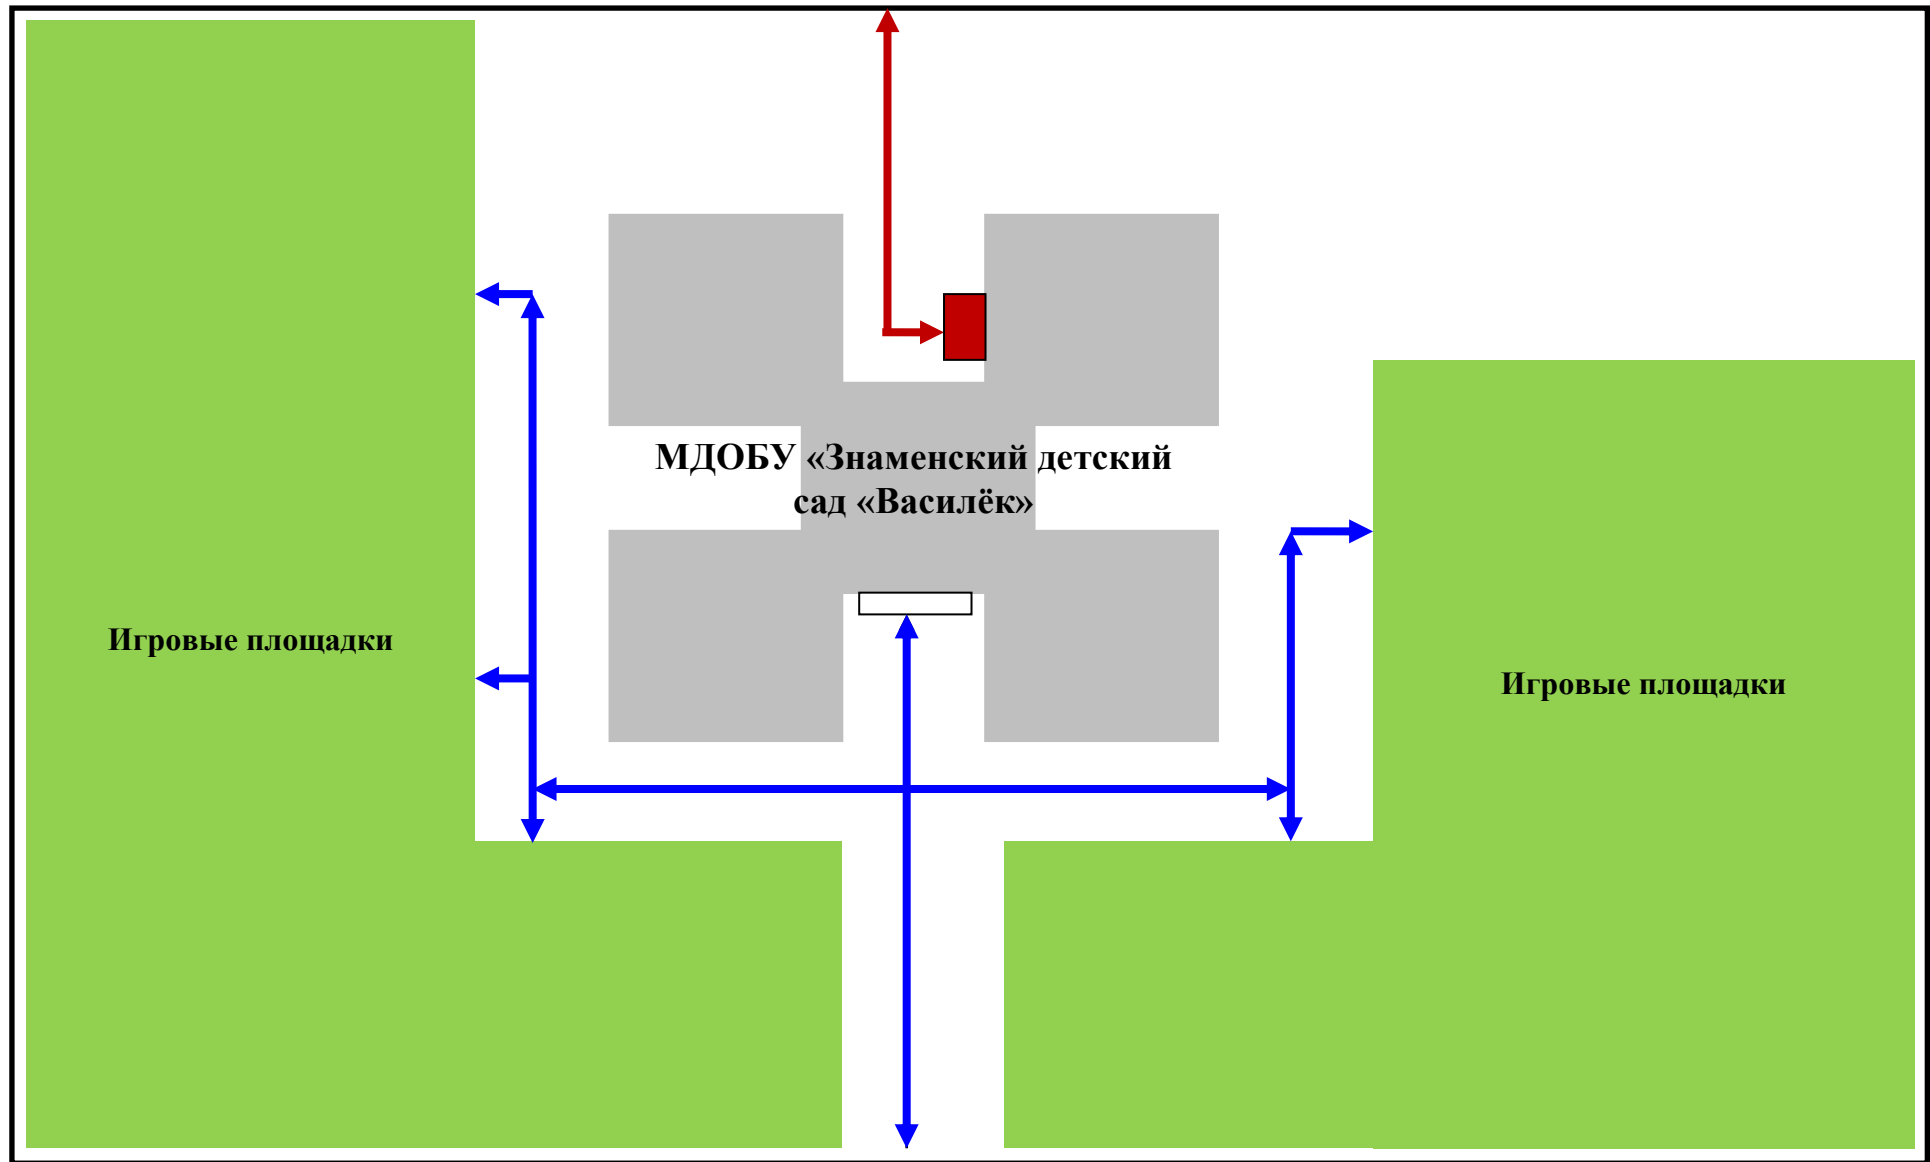 МДОБУ «Знаменский детский
сад «Василёк»
Игровые площадки
Игровые площадки